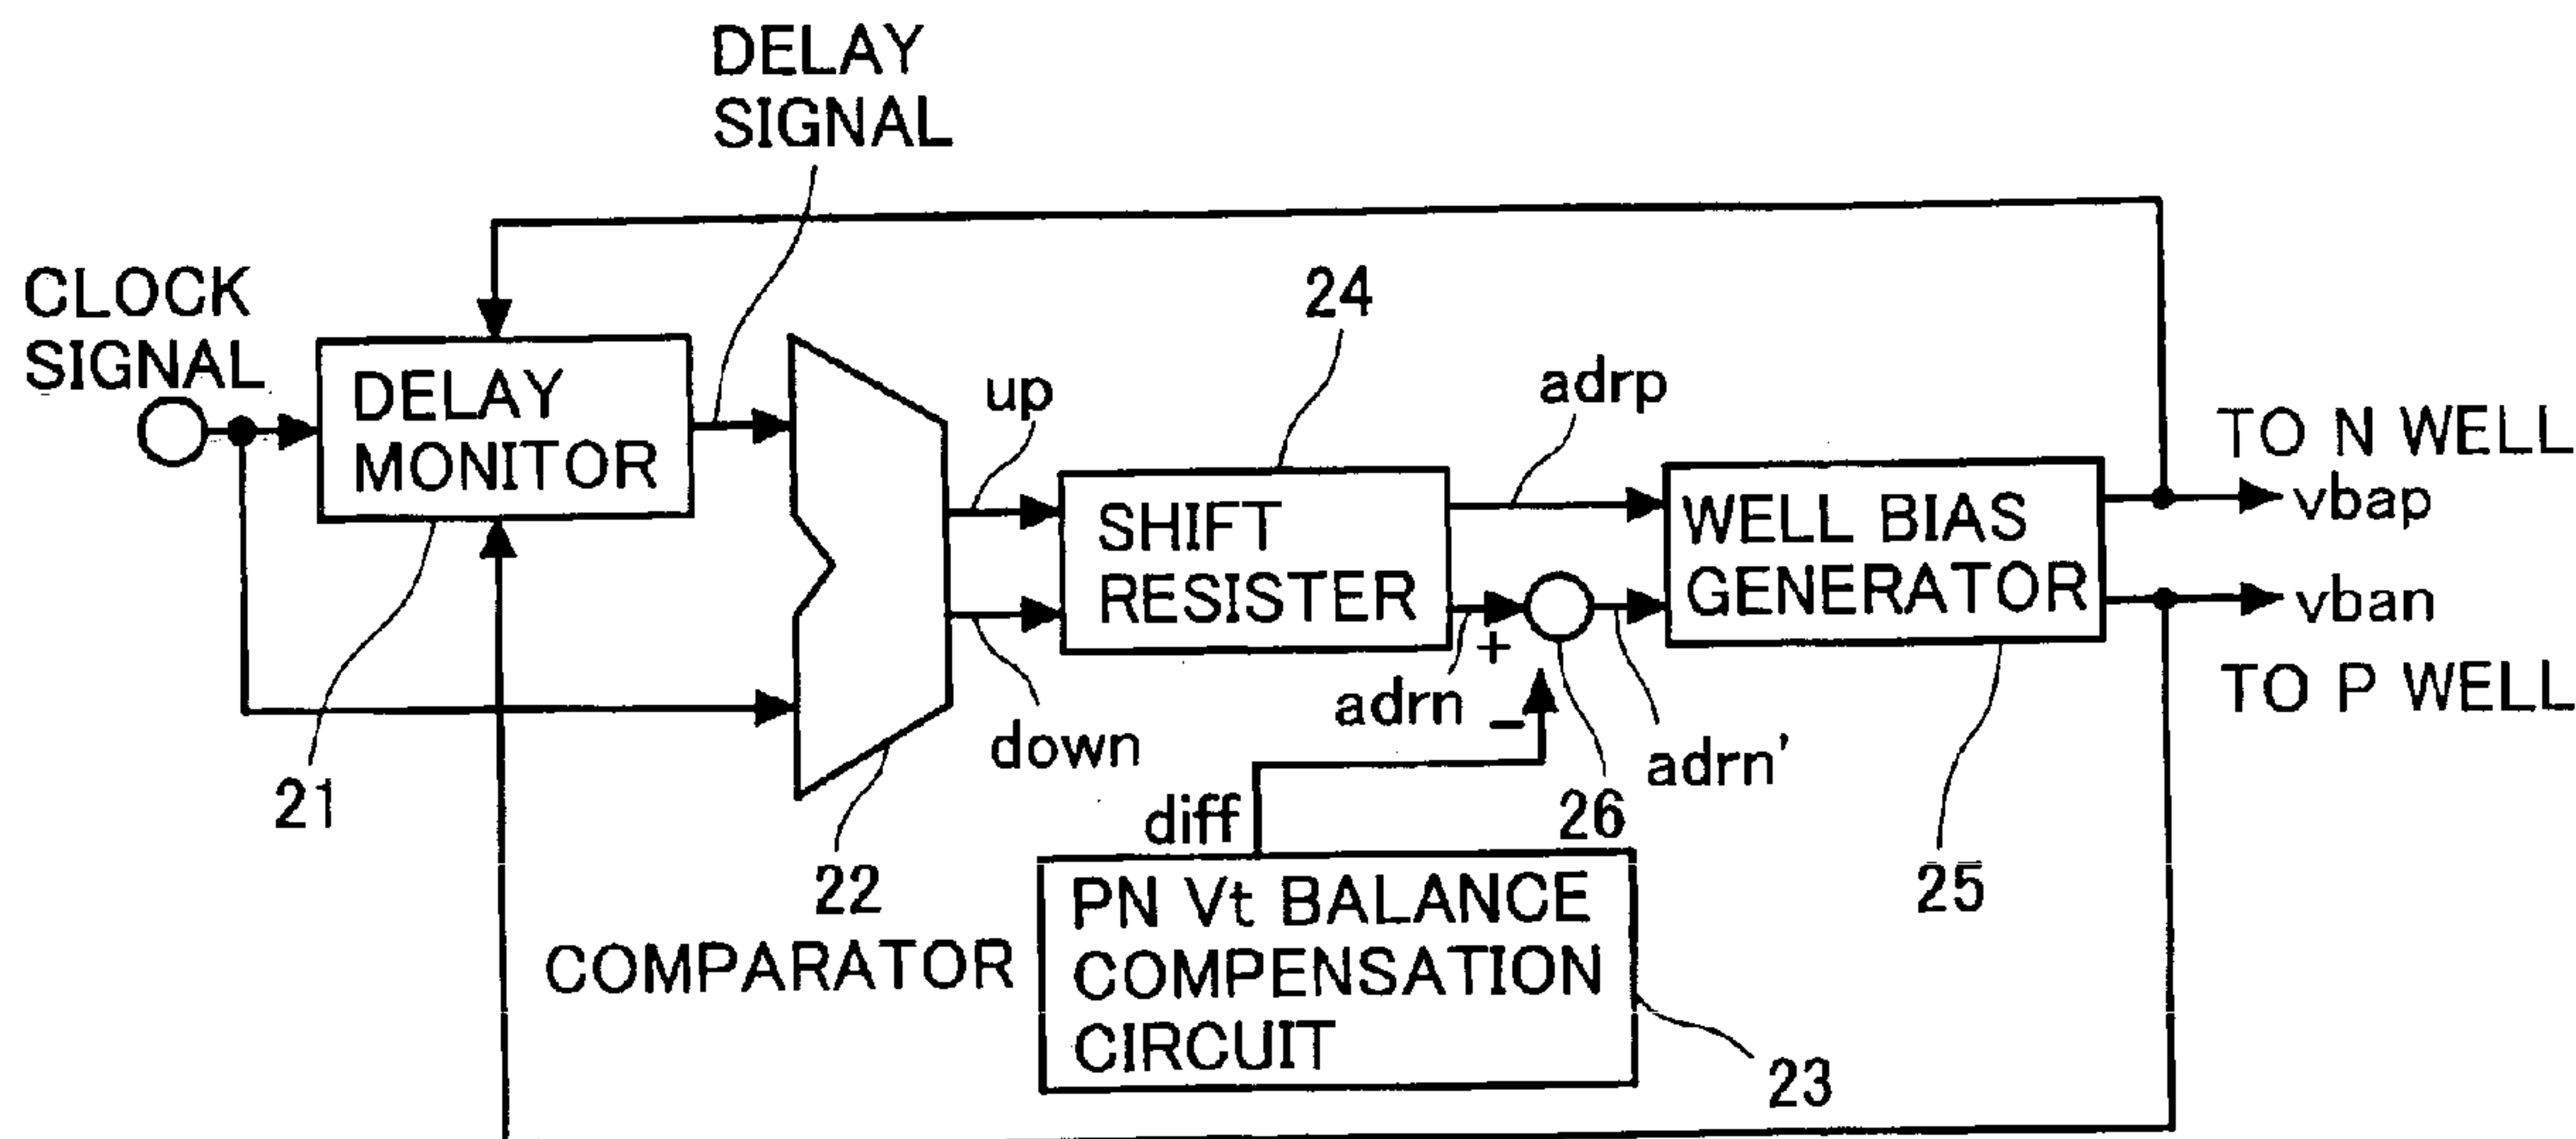 DELAY
SIGNAL
CLOCK
SIGNAL
DELAY
MONITOR
21
22
COMPARATOR
up
down
24
SHIFT
RESISTER
adrp
adrn
+
−
26
adrn'
diff
PN Vt BALANCE
COMPENSATION
CIRCUIT
23
WELL BIAS
GENERATOR
25
TO N WELL
vbap
vban
TO P WELL